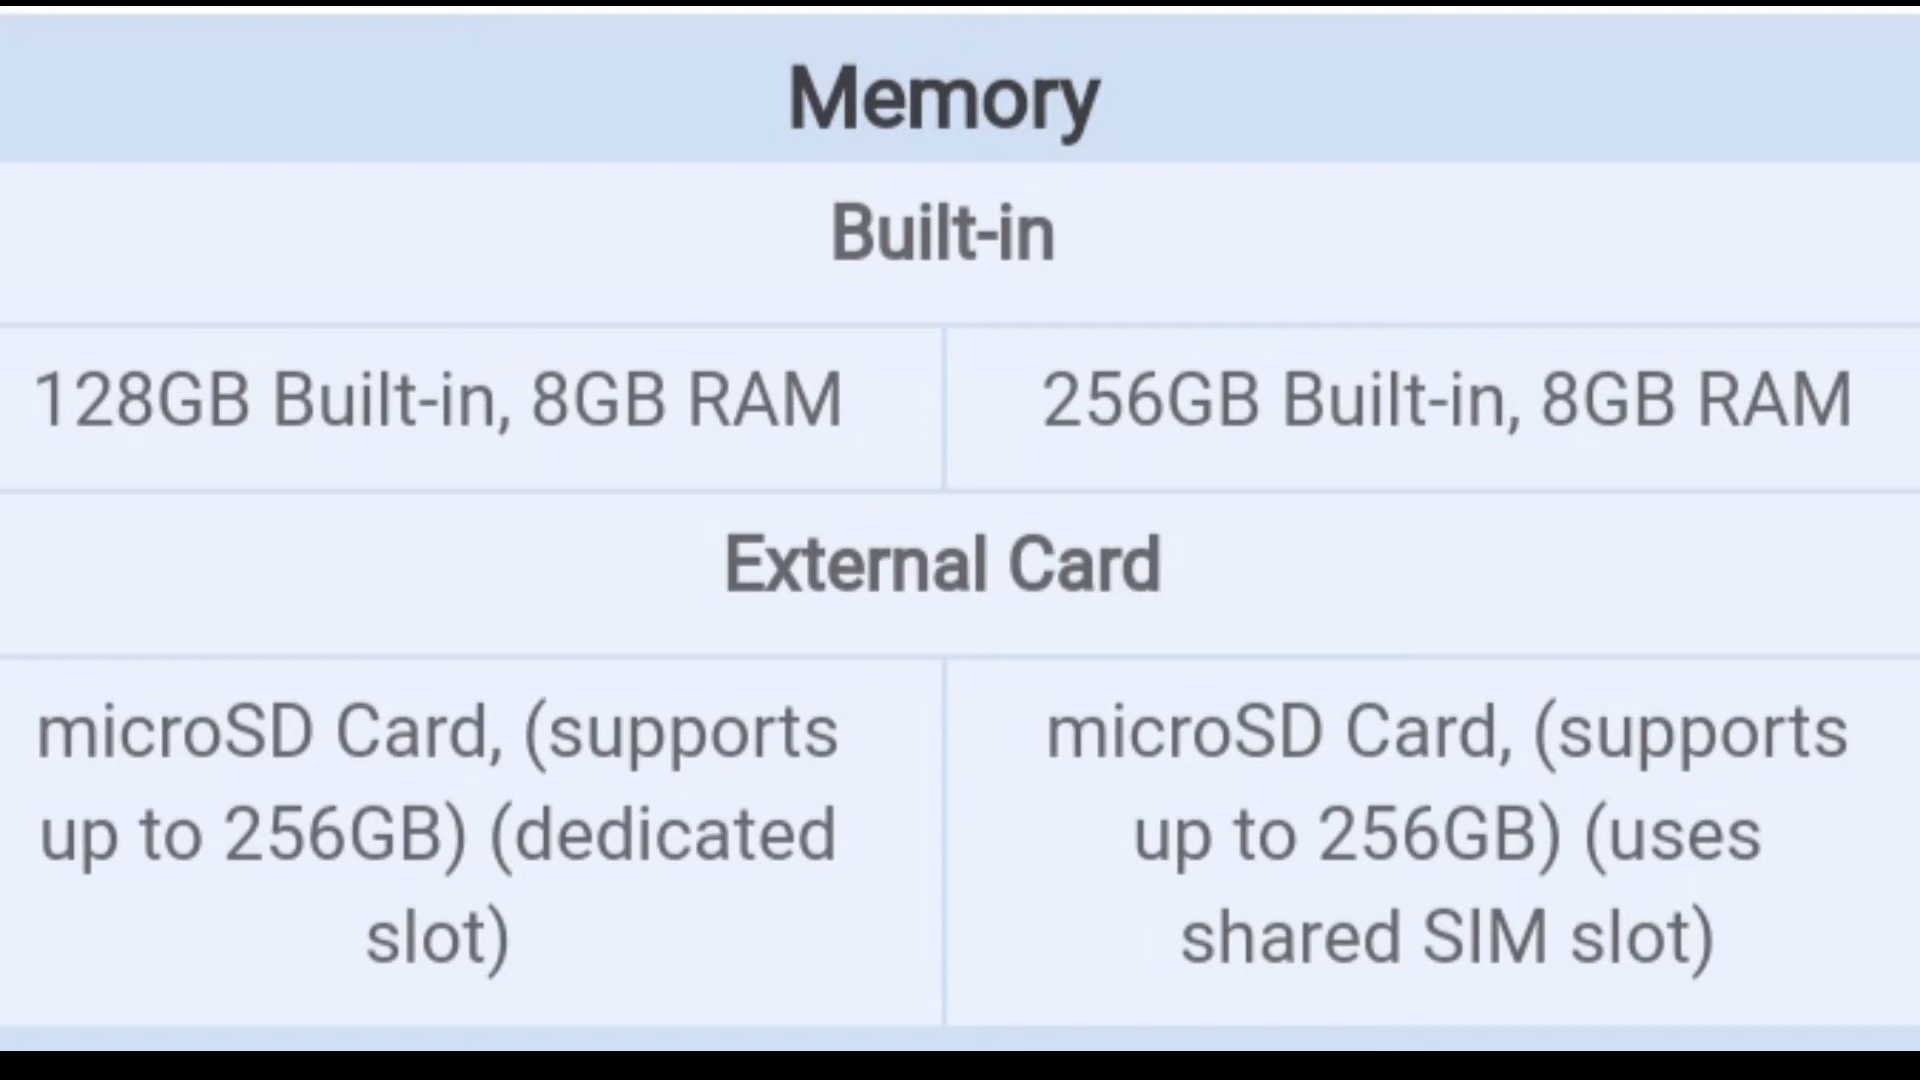 Memory
Built-in
128GB Built-in, 8GB RAM
256GB Built-in, 8GB RAM
External Card
microSD Card, (supports
up to 256GB) (dedicated
slot)
microSD Card, (supports
up to 256GB) (uses
shared SIM slot)